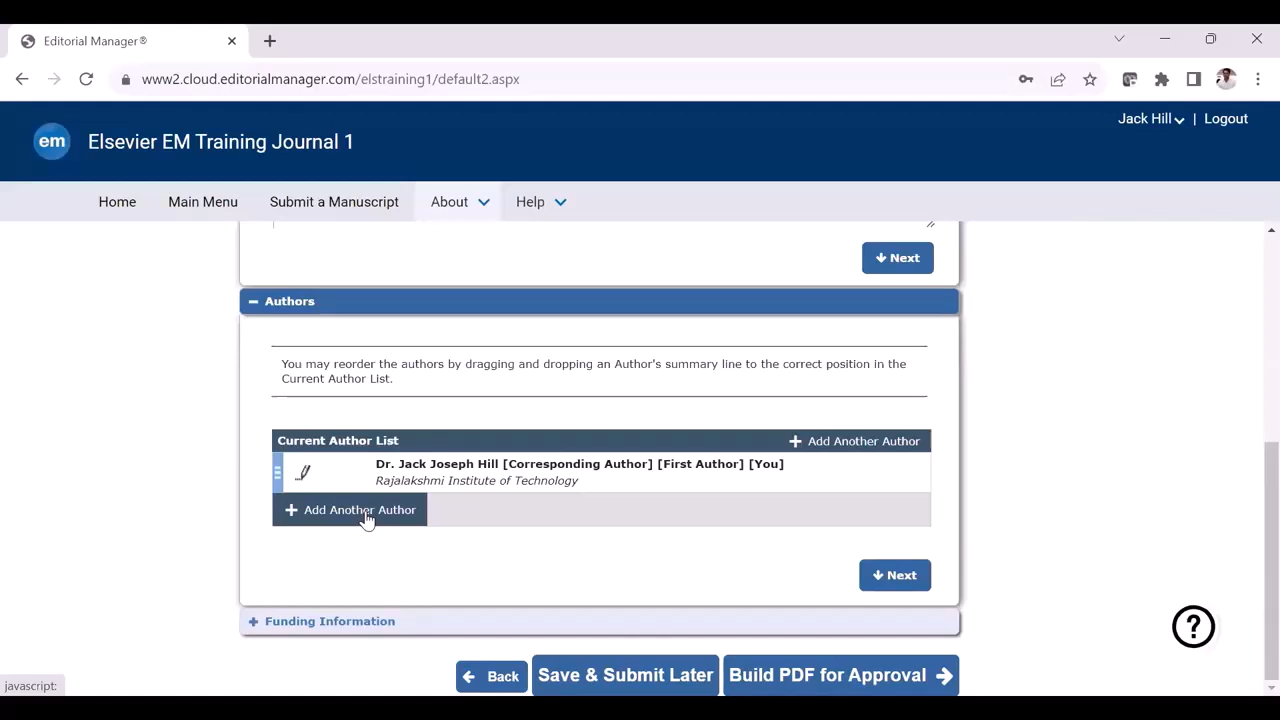 Editorial Manager®
www2.cloud.editorialmanager.com/elstraining1/default2.aspx
Jack Hill | Logout
em Elsevier EM Training Journal 1
Home Main Menu Submit a Manuscript About Help
Next
Authors
You may reorder the authors by dragging and dropping an Author's summary line to the correct position in the
Current Author List.
Current Author List + Add Another Author
Dr. Jack Joseph Hill [Corresponding Author] [First Author] [You]
Rajalakshmi Institute of Technology
+ Add Another Author
Next
+ Funding Information
?
Back Save & Submit Later Build PDF for Approval
javascript: